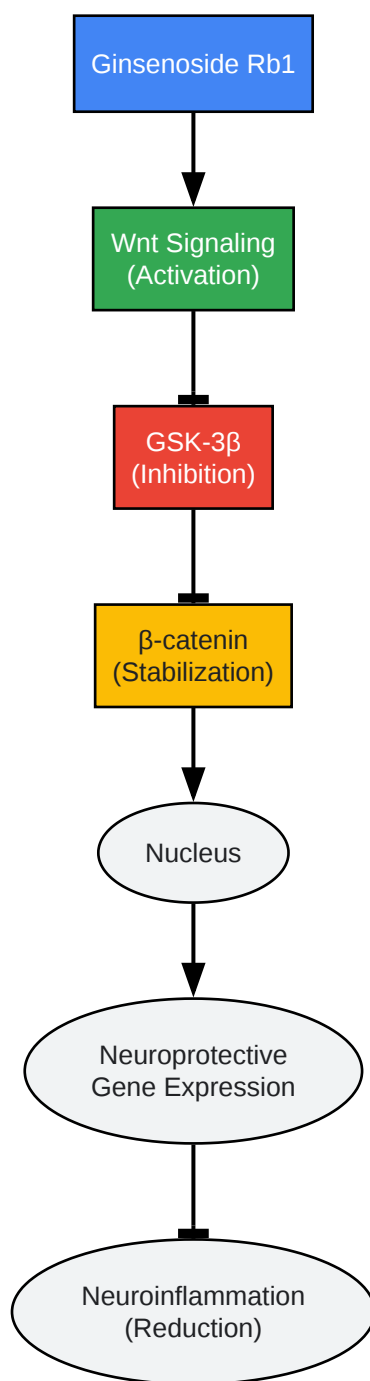 Ginsenoside Rb1
Wnt Signaling
(Activation)
GSK-3β
(Inhibition)
β-catenin
(Stabilization)
Nucleus
Neuroprotective
Gene Expression
Neuroinflammation
(Reduction)